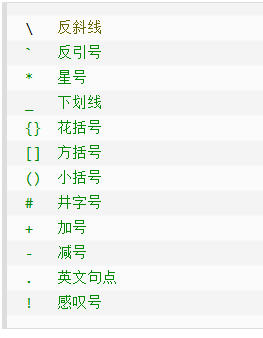 \ 反斜线
` 反引号
* 星号
_ 下划线
{} 花括号
[] 方括号
() 小括号
# 井字号
+ 加号
- 减号
. 英文句点
! 感叹号